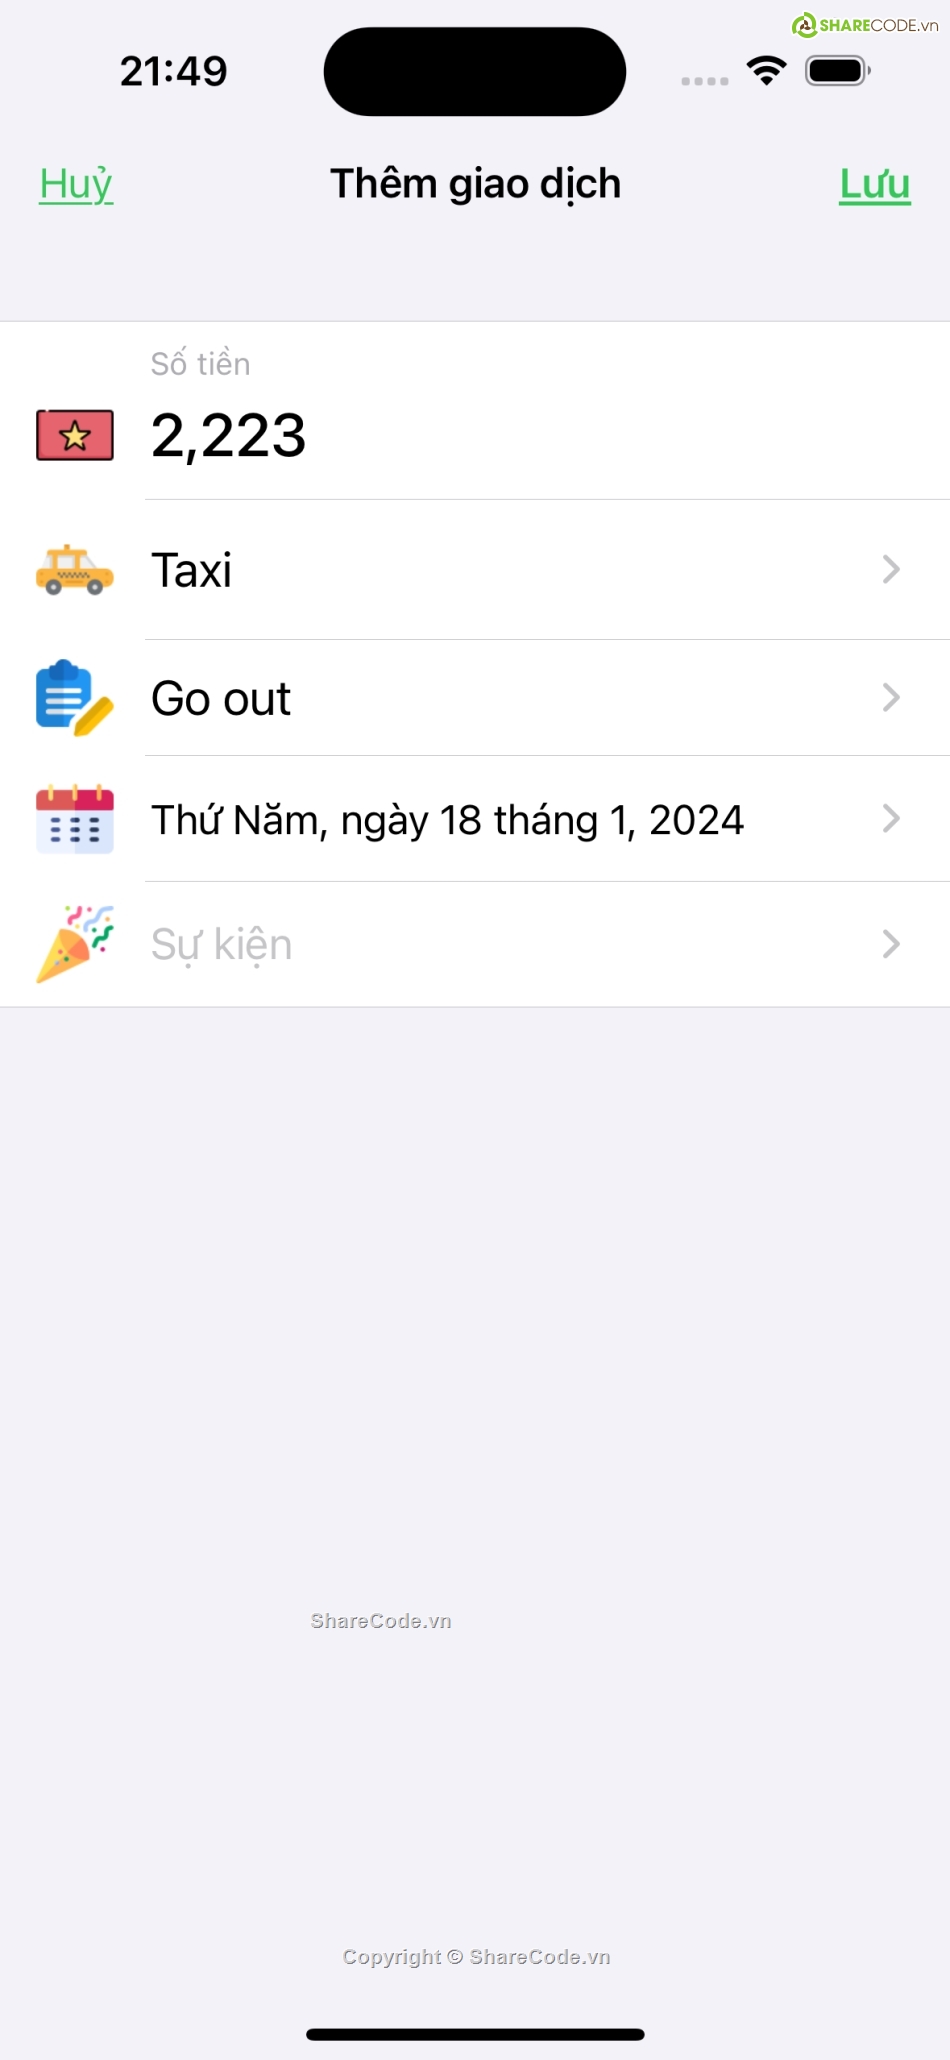 SHARECODE.vn
21:49
Huỷ
Thêm giao dịch
Lưu
Số tiền
2,223
Taxi
Go out
Thứ Năm, ngày 18 tháng 1, 2024
Sự kiện
ShareCode.vn
Copyright © ShareCode.vn